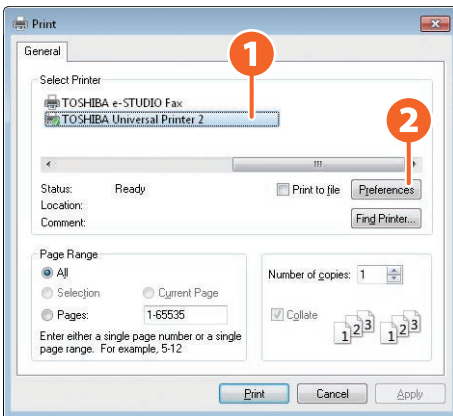 Print
General
1
Select Printer
TOSHIBA e-STUDIO Fax
TOSHIBA Universal Printer 2
2
Status: Ready
Print to file
Preferences
Location:
Comment:
Find Printer...
Page Range
All
Selection
Current Page
Pages: 1-65535
Enter either a single page number or a single
page range. For example, 5-12
Number of copies: 1
Collate
1 2 3 1 2 3
Print
Cancel
Apply